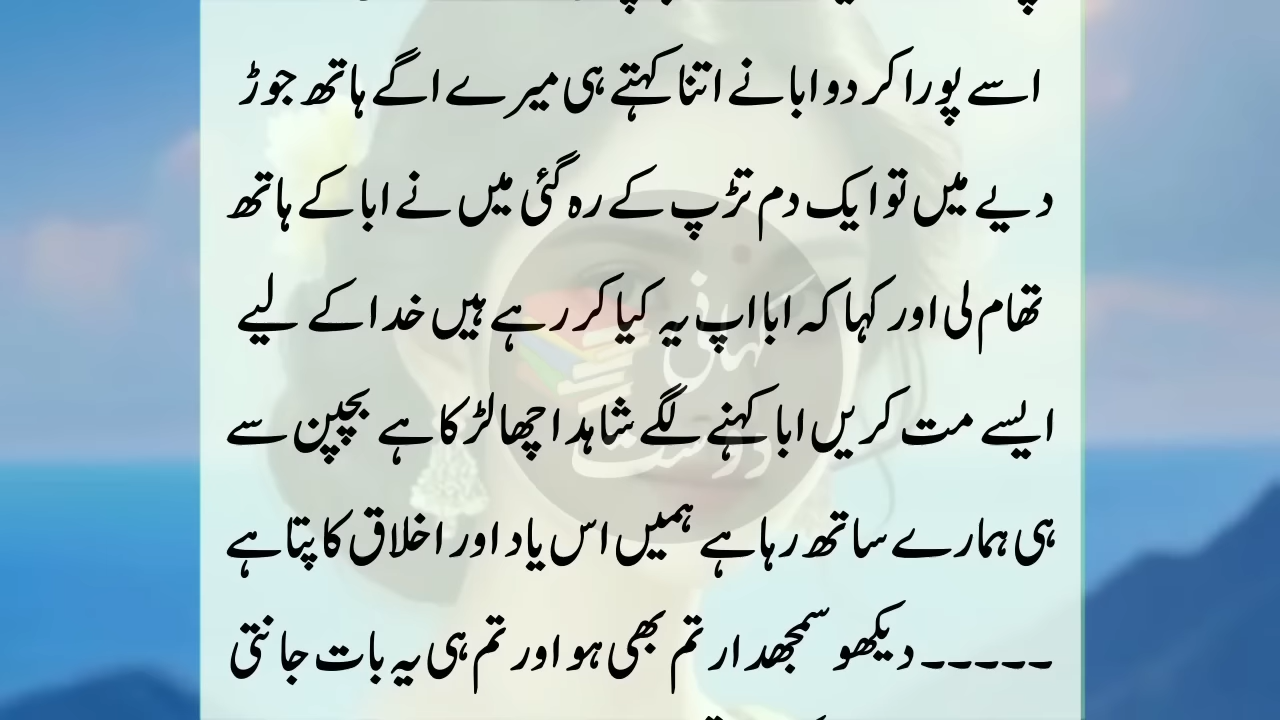 اسے پورا کر دو ابا نے اتنا کہتے ہی میرے اگے ہاتھ جوڑ
دیے میں تو ایک دم تڑپ کے رہ گئی میں نے ابا کے ہاتھ
تھام لی اور کہا کہ ابا اپ یہ کیا کر رہے ہیں خدا کے لیے
ایسے مت کریں ابا کہنے لگے شاہد اچھا لڑکا ہے بچپن سے
ہی ہمارے ساتھ رہا ہے ہمیں اس یاد اور اخلاق کا پتا ہے
-----دیکھو سمجھدار تم بھی ہو اور تم ہی یہ بات جانتی
کہانی
دوست